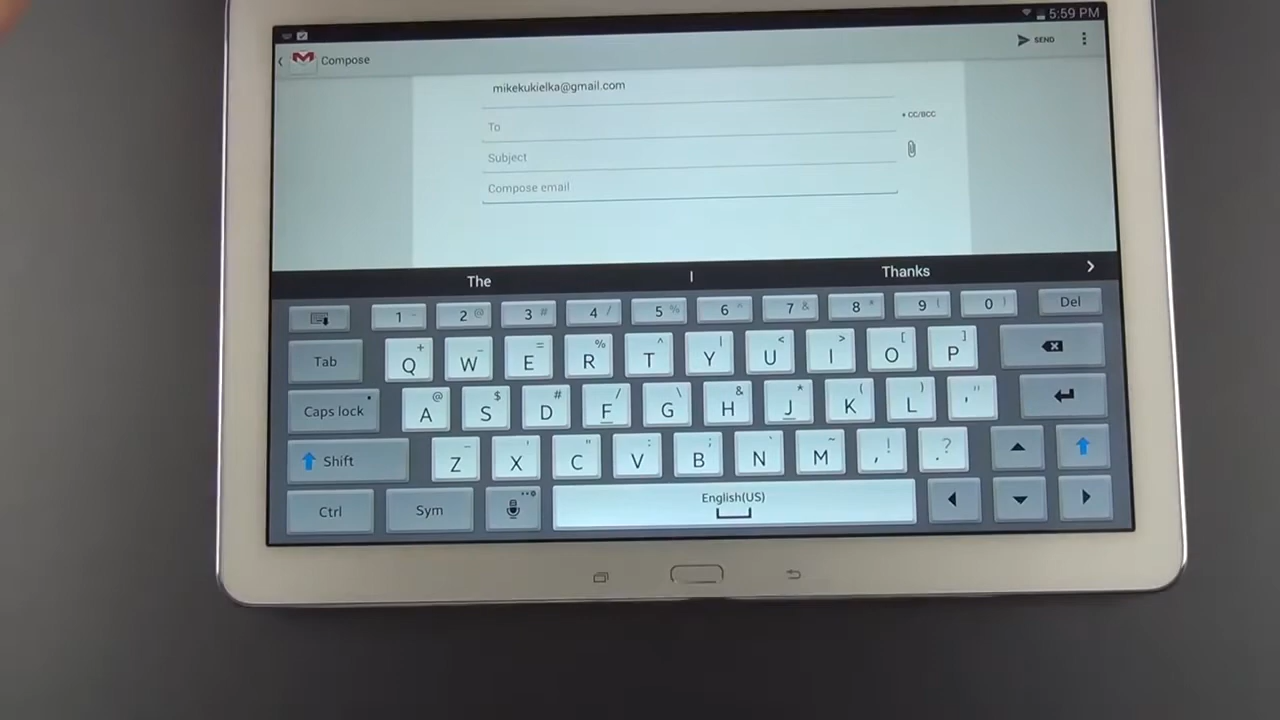 5:59 PM
Compose
SEND
mikekukielka@gmail.com
To
+ CC/BCC
Subject
Compose email
The I Thanks >
1 - 2 @ 3 # 4 / 5 % 6 ^ 7 & 8 * 9 ( 0 ) Del
Tab Q + W _ E = R % T ^ Y | U < I > O [ P ]
Caps lock A @ S $ D # F / G \ H & J * K ( L ) ' "
Shift Z - X ' C " V : B ; N ` M ~ , ! . ?
Ctrl Sym English(US)